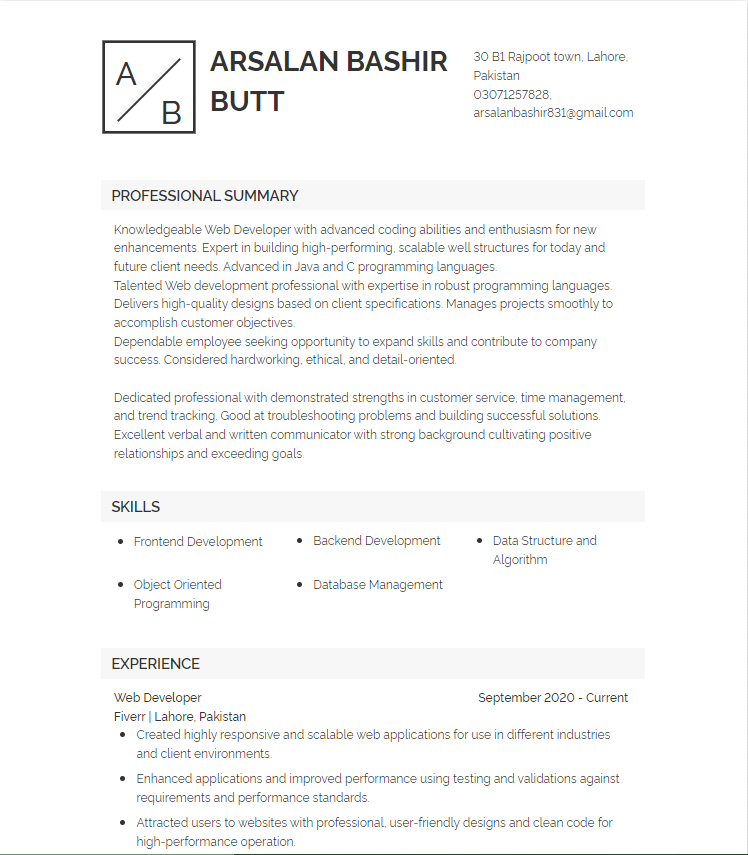 A
B
ARSALAN BASHIR
BUTT
30 B1 Rajpoot town, Lahore,
Pakistan
03071257828,
arsalanbashir831@gmail.com
PROFESSIONAL SUMMARY
Knowledgeable Web Developer with advanced coding abilities and enthusiasm for new
enhancements. Expert in building high-performing, scalable well structures for today and
future client needs. Advanced in Java and C programming languages.
Talented Web development professional with expertise in robust programming languages.
Delivers high-quality designs based on client specifications. Manages projects smoothly to
accomplish customer objectives.
Dependable employee seeking opportunity to expand skills and contribute to company
success. Considered hardworking, ethical, and detail-oriented.
Dedicated professional with demonstrated strengths in customer service, time management,
and trend tracking. Good at troubleshooting problems and building successful solutions.
Excellent verbal and written communicator with strong background cultivating positive
relationships and exceeding goals.
SKILLS
• Frontend Development
• Backend Development
• Data Structure and
Algorithm
• Object Oriented
Programming
• Database Management
EXPERIENCE
Web Developer
September 2020 - Current
Fiverr | Lahore, Pakistan
• Created highly responsive and scalable web applications for use in different industries
and client environments.
• Enhanced applications and improved performance using testing and validations against
requirements and performance standards.
• Attracted users to websites with professional, user-friendly designs and clean code for
high-performance operation.